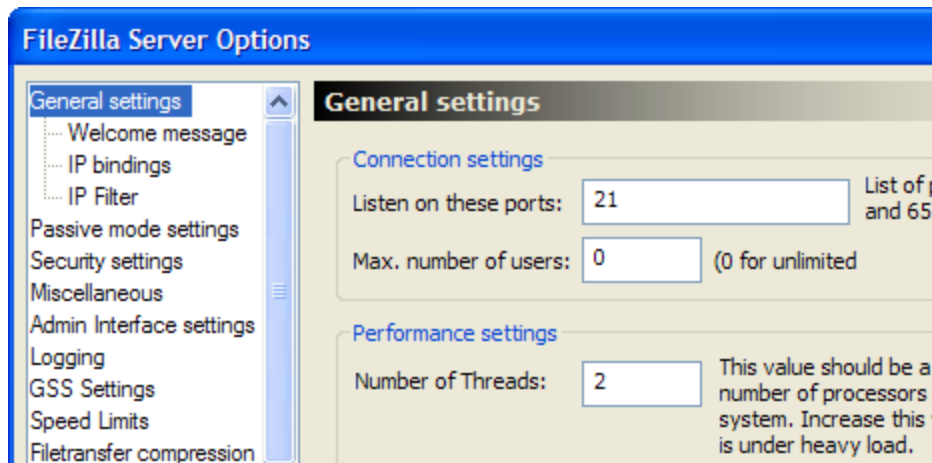 FileZilla Server Options
General settings
Welcome message
IP bindings
IP Filter
Passive mode settings
Security settings
Miscellaneous
Admin Interface settings
Logging
GSS Settings
Speed Limits
Filetransfer compression
General settings
Connection settings
Listen on these ports: 21 List of
and 65
Max. number of users: 0 (0 for unlimited
Performance settings
Number of Threads: 2 This value should be a
number of processors
system. Increase this
is under heavy load.